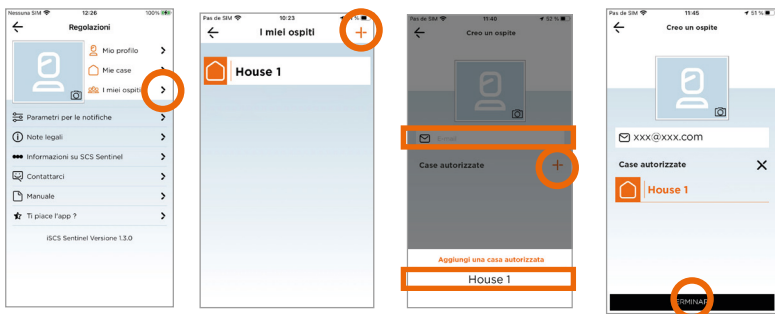 Nessuna SIM 12:26 100%
Regolazioni
Mio profilo
Mie case
I miei ospiti
Parametri per le notifiche
Note legali
Informazioni su SCS Sentinel
Contattarci
Manuale
Ti piace l'app ?
iSCS Sentinel Versione 1.3.0
Pas de SIM 10:23
I miei ospiti
House 1
Pas de SIM 11:40 52 %
Creo un ospite
E-mail
Case autorizzate
Aggiungi una casa autorizzata
House 1
Pas de SIM 11:45 51 %
Creo un ospite
xxx@xxx.com
Case autorizzate
House 1